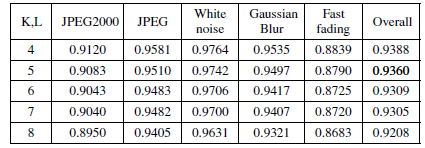 K,L JPEG2000 JPEG White noise Gaussian Blur Fast fading Overall
4 0.9120 0.9581 0.9764 0.9535 0.8839 0.9388
5 0.9083 0.9510 0.9742 0.9497 0.8790 0.9360
6 0.9043 0.9483 0.9706 0.9417 0.8725 0.9309
7 0.9040 0.9482 0.9700 0.9407 0.8720 0.9305
8 0.8950 0.9405 0.9631 0.9321 0.8683 0.9208